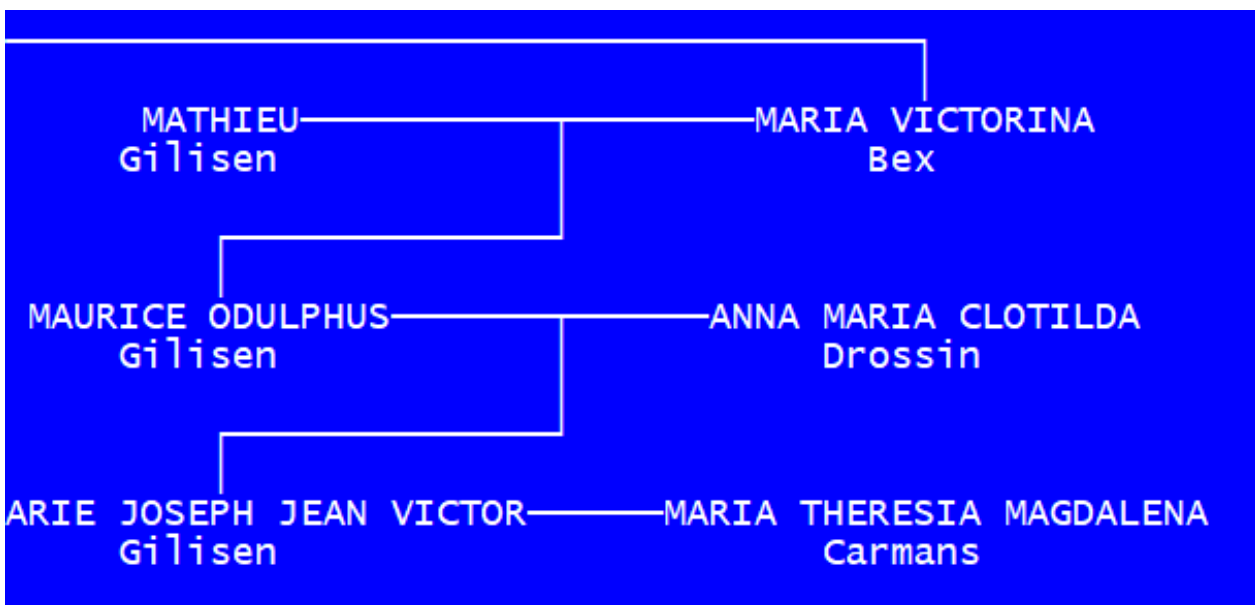 MATHIEU MARIA VICTORINA
Gilisen Bex
MAURICE ODULPHUS ANNA MARIA CLOTILDA
Gilisen Drossin
ARIE JOSEPH JEAN VICTOR MARIA THERESIA MAGDALENA
Gilisen Carmans